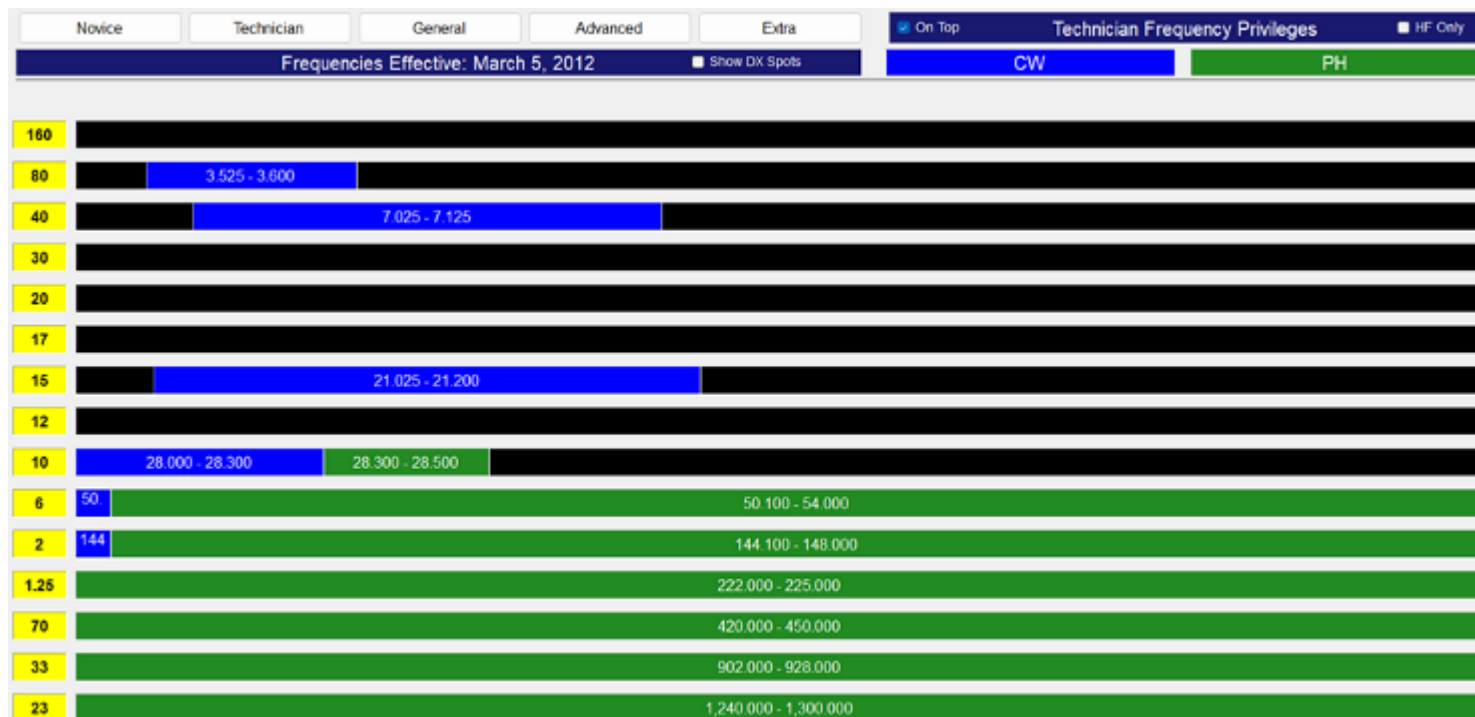 Novice Technician General Advanced Extra On Top Technician Frequency Privileges HF Only
Frequencies Effective: March 5, 2012 Show DX Spots CW PH
160
80 3.525 - 3.600
40 7.025 - 7.125
30
20
17
15 21.025 - 21.200
12
10 28.000 - 28.300 28.300 - 28.500
6 50. 50.100 - 54.000
2 144 144.100 - 148.000
1.25 222.000 - 225.000
70 420.000 - 450.000
33 902.000 - 928.000
23 1,240.000 - 1,300.000